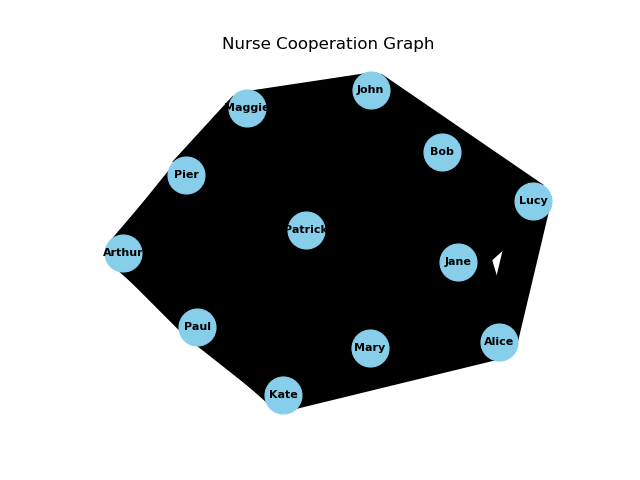 Nurse Cooperation Graph
John
Maggie
Bob
Pier
Lucy
Patrick
Arthur
Jane
Paul
Alice
Mary
Kate